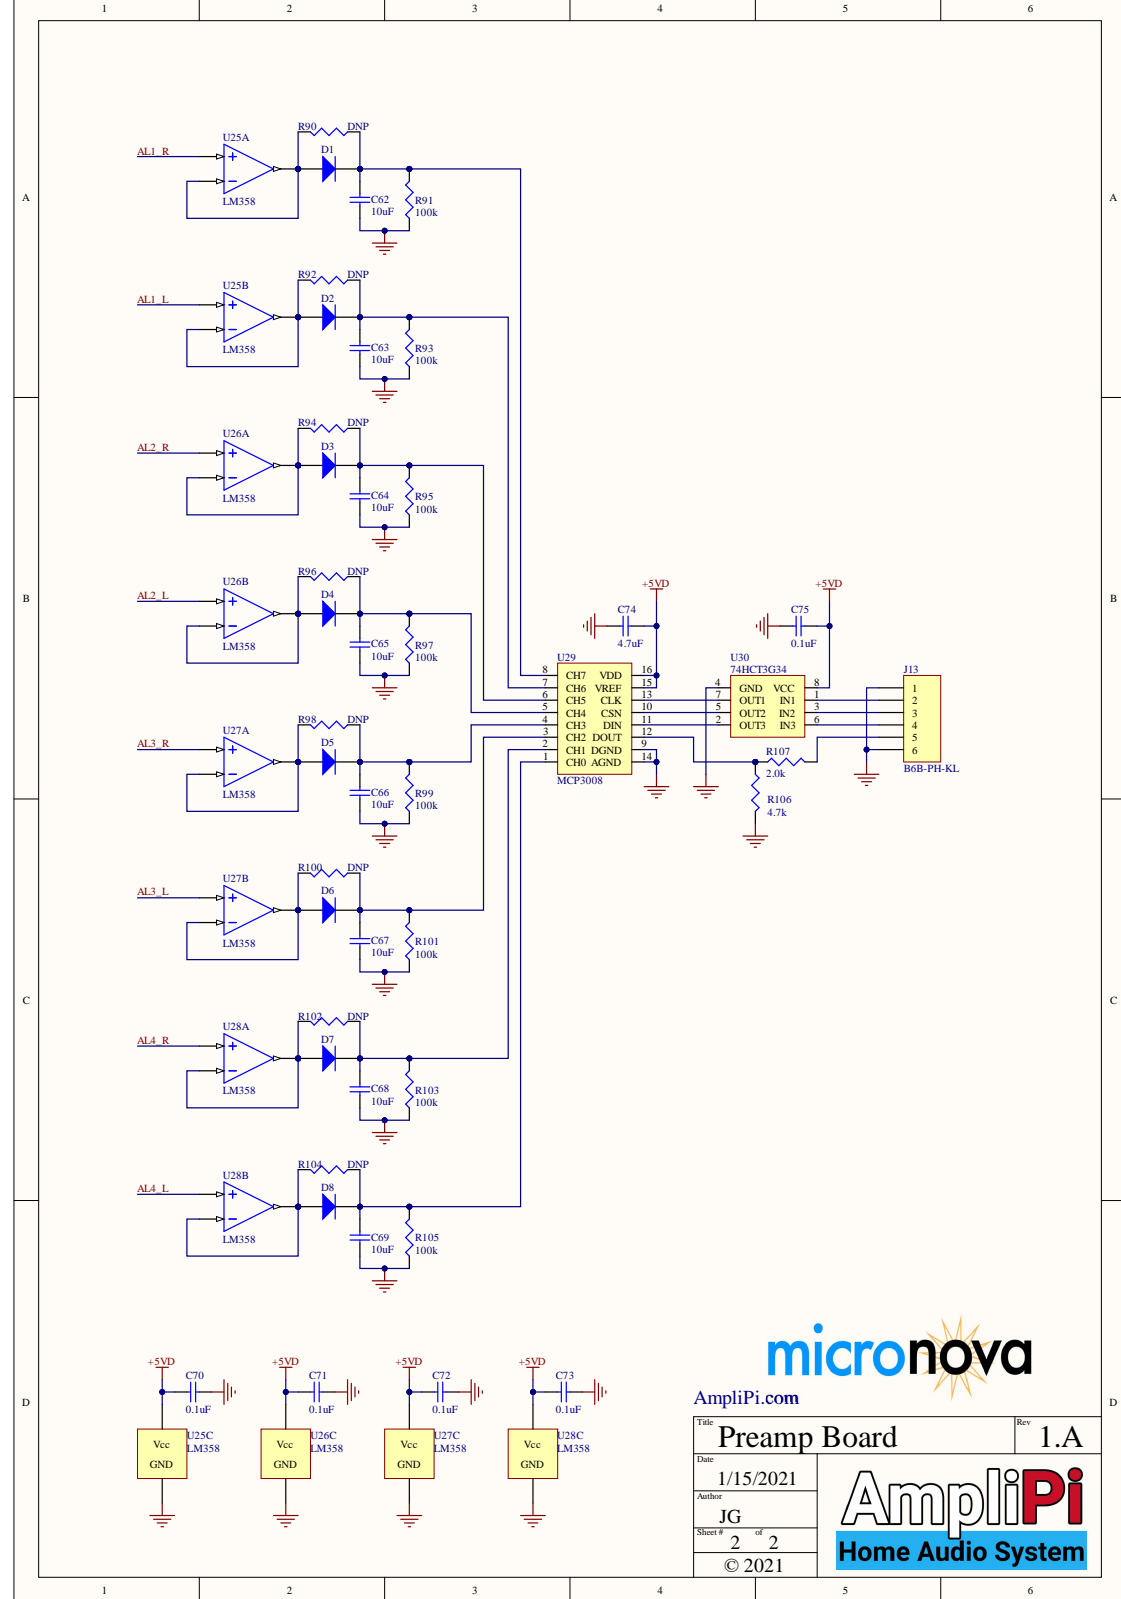 1 2 3 4 5 6
A A
B B
C C
D D
R90 DNP
U25A
D1
AL1_R
LM358
C62
10uF
R91
100k
R92 DNP
U25B
D2
AL1_L
LM358
C63
10uF
R93
100k
R94 DNP
U26A
D3
AL2_R
LM358
C64
10uF
R95
100k
R96 DNP
U26B
D4
AL2_L
LM358
C65
10uF
R97
100k
R98 DNP
U27A
D5
AL3_R
LM358
C66
10uF
R99
100k
R100 DNP
U27B
D6
AL3_L
LM358
C67
10uF
R101
100k
R102 DNP
U28A
D7
AL4_R
LM358
C68
10uF
R103
100k
R104 DNP
U28B
D8
AL4_L
LM358
C69
10uF
R105
100k
+5VD
C74
4.7uF
U29
8 CH7 VDD 16
7 CH6 VREF 15
6 CH5 CLK 13
5 CH4 CSN 10
4 CH3 DIN 11
3 CH2 DOUT 12
2 CH1 DGND 9
1 CH0 AGND 14
MCP3008
+5VD
C75
0.1uF
U30
74HCT3G34
4 GND VCC 8
7 OUT1 IN1 1
5 OUT2 IN2 3
2 OUT3 IN3 6
R107
2.0k
R106
4.7k
J13
1
2
3
4
5
6
B6B-PH-KL
+5VD
C70
0.1uF
U25C
LM358
Vcc
GND
+5VD
C71
0.1uF
U26C
LM358
Vcc
GND
+5VD
C72
0.1uF
U27C
LM358
Vcc
GND
+5VD
C73
0.1uF
U28C
LM358
Vcc
GND
micronova
AmpliPi.com
Title
Preamp Board
Rev
1.A
Date
1/15/2021
Author
JG
Sheet # 2 of 2
© 2021
AmpliPi
Home Audio System
1 2 3 4 5 6